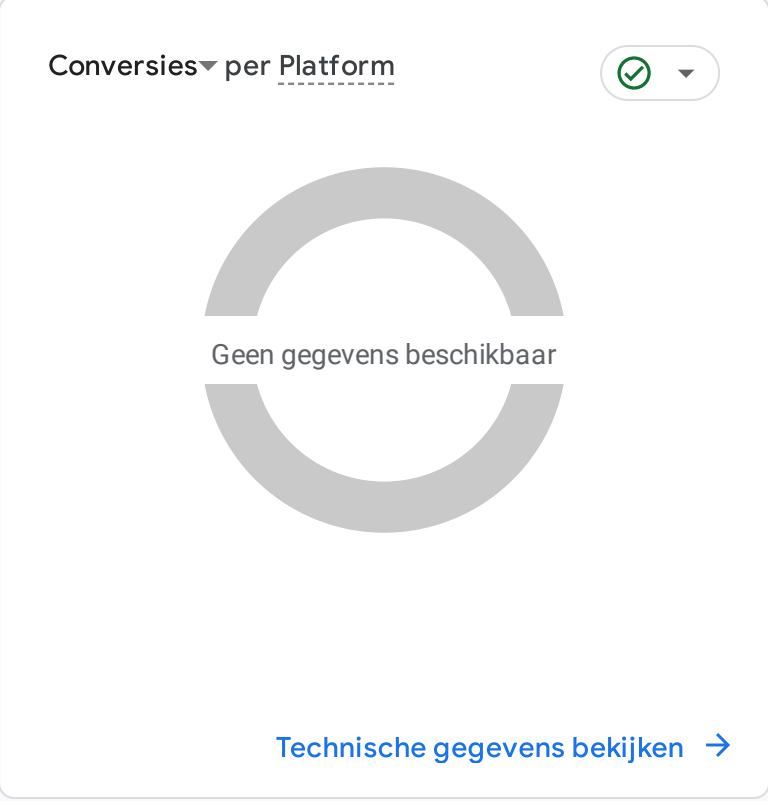 Conversies per Platform
Geen gegevens beschikbaar
Technische gegevens bekijken